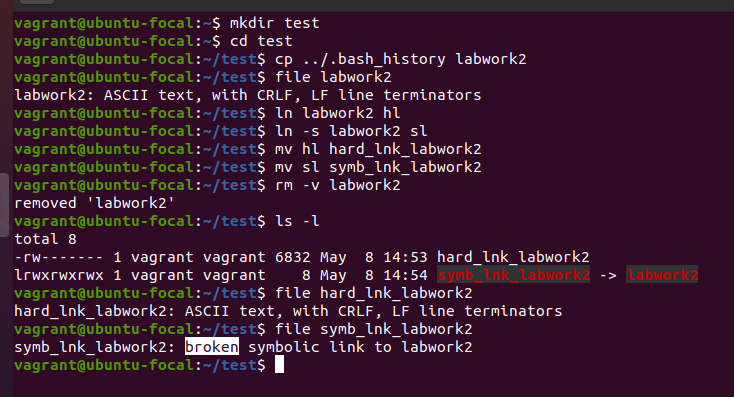 vagrant@ubuntu-focal:~$ mkdir test
vagrant@ubuntu-focal:~$ cd test
vagrant@ubuntu-focal:~/test$ cp ../.bash_history labwork2
vagrant@ubuntu-focal:~/test$ file labwork2
labwork2: ASCII text, with CRLF, LF line terminators
vagrant@ubuntu-focal:~/test$ ln labwork2 hl
vagrant@ubuntu-focal:~/test$ ln -s labwork2 sl
vagrant@ubuntu-focal:~/test$ mv hl hard_lnk_labwork2
vagrant@ubuntu-focal:~/test$ mv sl symb_lnk_labwork2
vagrant@ubuntu-focal:~/test$ rm -v labwork2
removed 'labwork2'
vagrant@ubuntu-focal:~/test$ ls -l
total 8
-rw------- 1 vagrant vagrant 6832 May  8 14:53 hard_lnk_labwork2
lrwxrwxrwx 1 vagrant vagrant    8 May  8 14:54 symb_lnk_labwork2 -> labwork2
vagrant@ubuntu-focal:~/test$ file hard_lnk_labwork2
hard_lnk_labwork2: ASCII text, with CRLF, LF line terminators
vagrant@ubuntu-focal:~/test$ file symb_lnk_labwork2
symb_lnk_labwork2: broken symbolic link to labwork2
vagrant@ubuntu-focal:~/test$